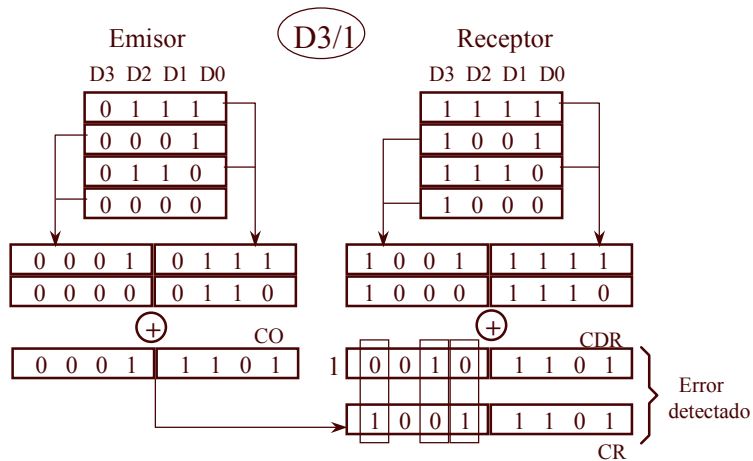 D3/1
Emisor Receptor
D3 D2 D1 D0 D3 D2 D1 D0
0 1 1 1 1 1 1 1
0 0 0 1 1 0 0 1
0 1 1 0 1 1 1 0
0 0 0 0 1 0 0 0
0 0 0 1 0 1 1 1 1 0 0 1 1 1 1 1
0 0 0 0 0 1 1 0 1 0 0 0 1 1 1 0
+ +
CO CDR
0 0 0 1 1 1 0 1 1 0 0 1 0 1 1 0 1
Error
detectado
1 0 0 1 1 1 0 1
CR